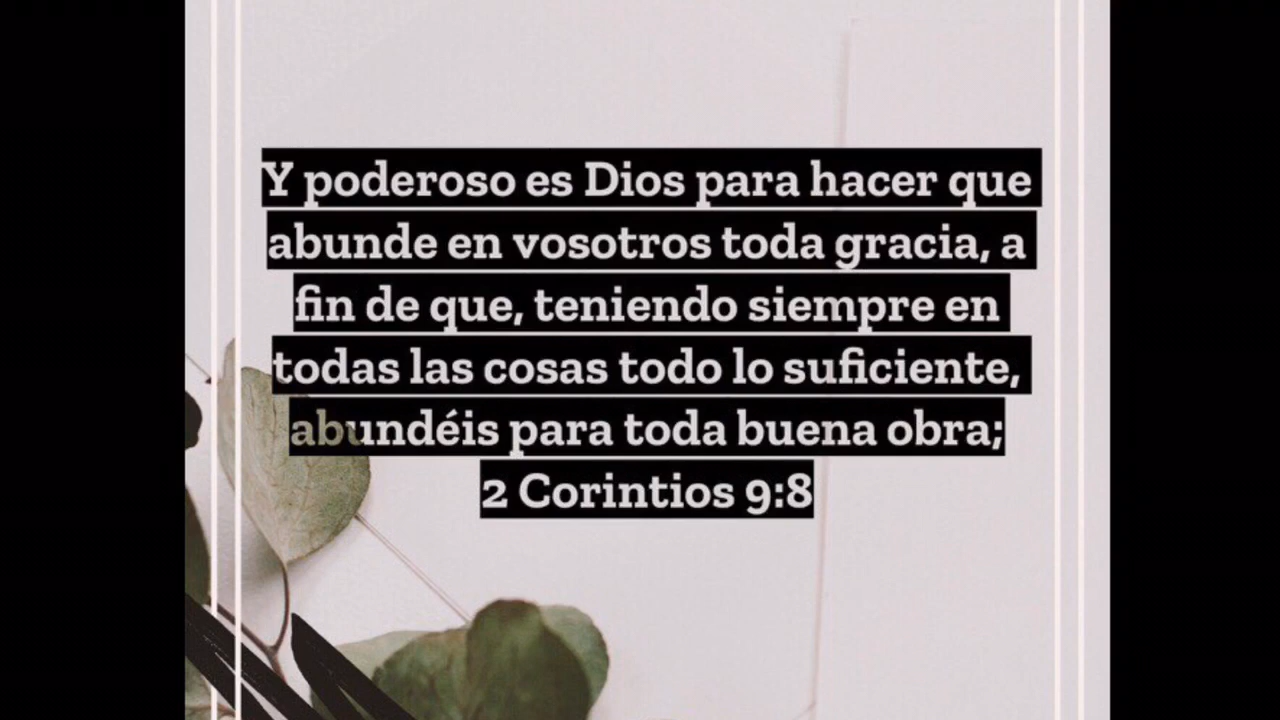 Y poderoso es Dios para hacer que
abunde en vosotros toda gracia, a
fin de que, teniendo siempre en
todas las cosas todo lo suficiente,
abundéis para toda buena obra;
2 Corintios 9:8